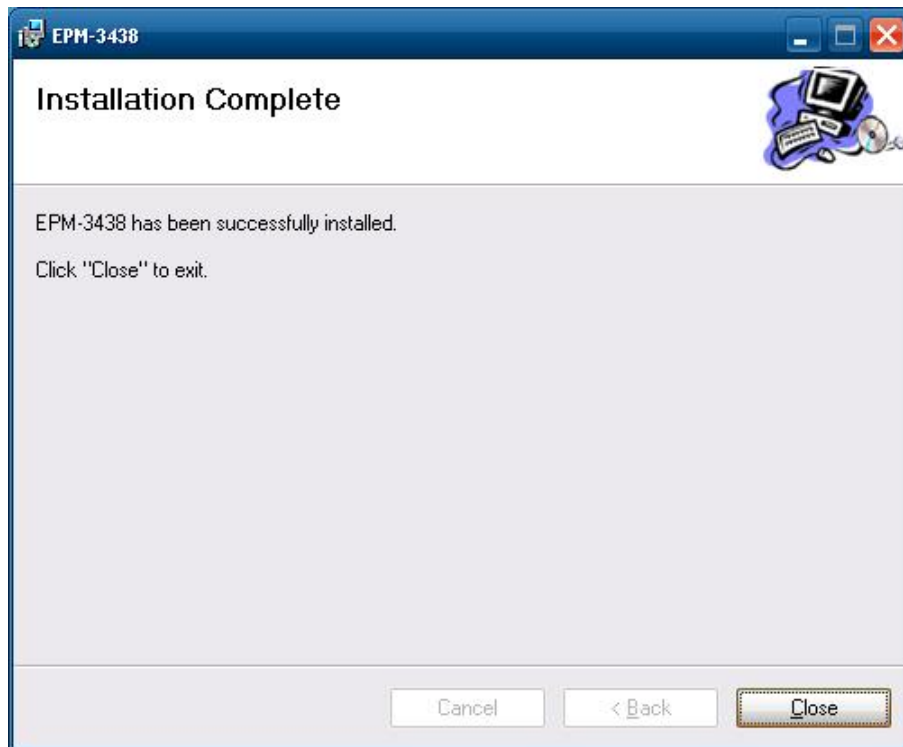 EPM-3438
Installation Complete
EPM-3438 has been successfully installed.
Click "Close" to exit.
Cancel
< Back
Close